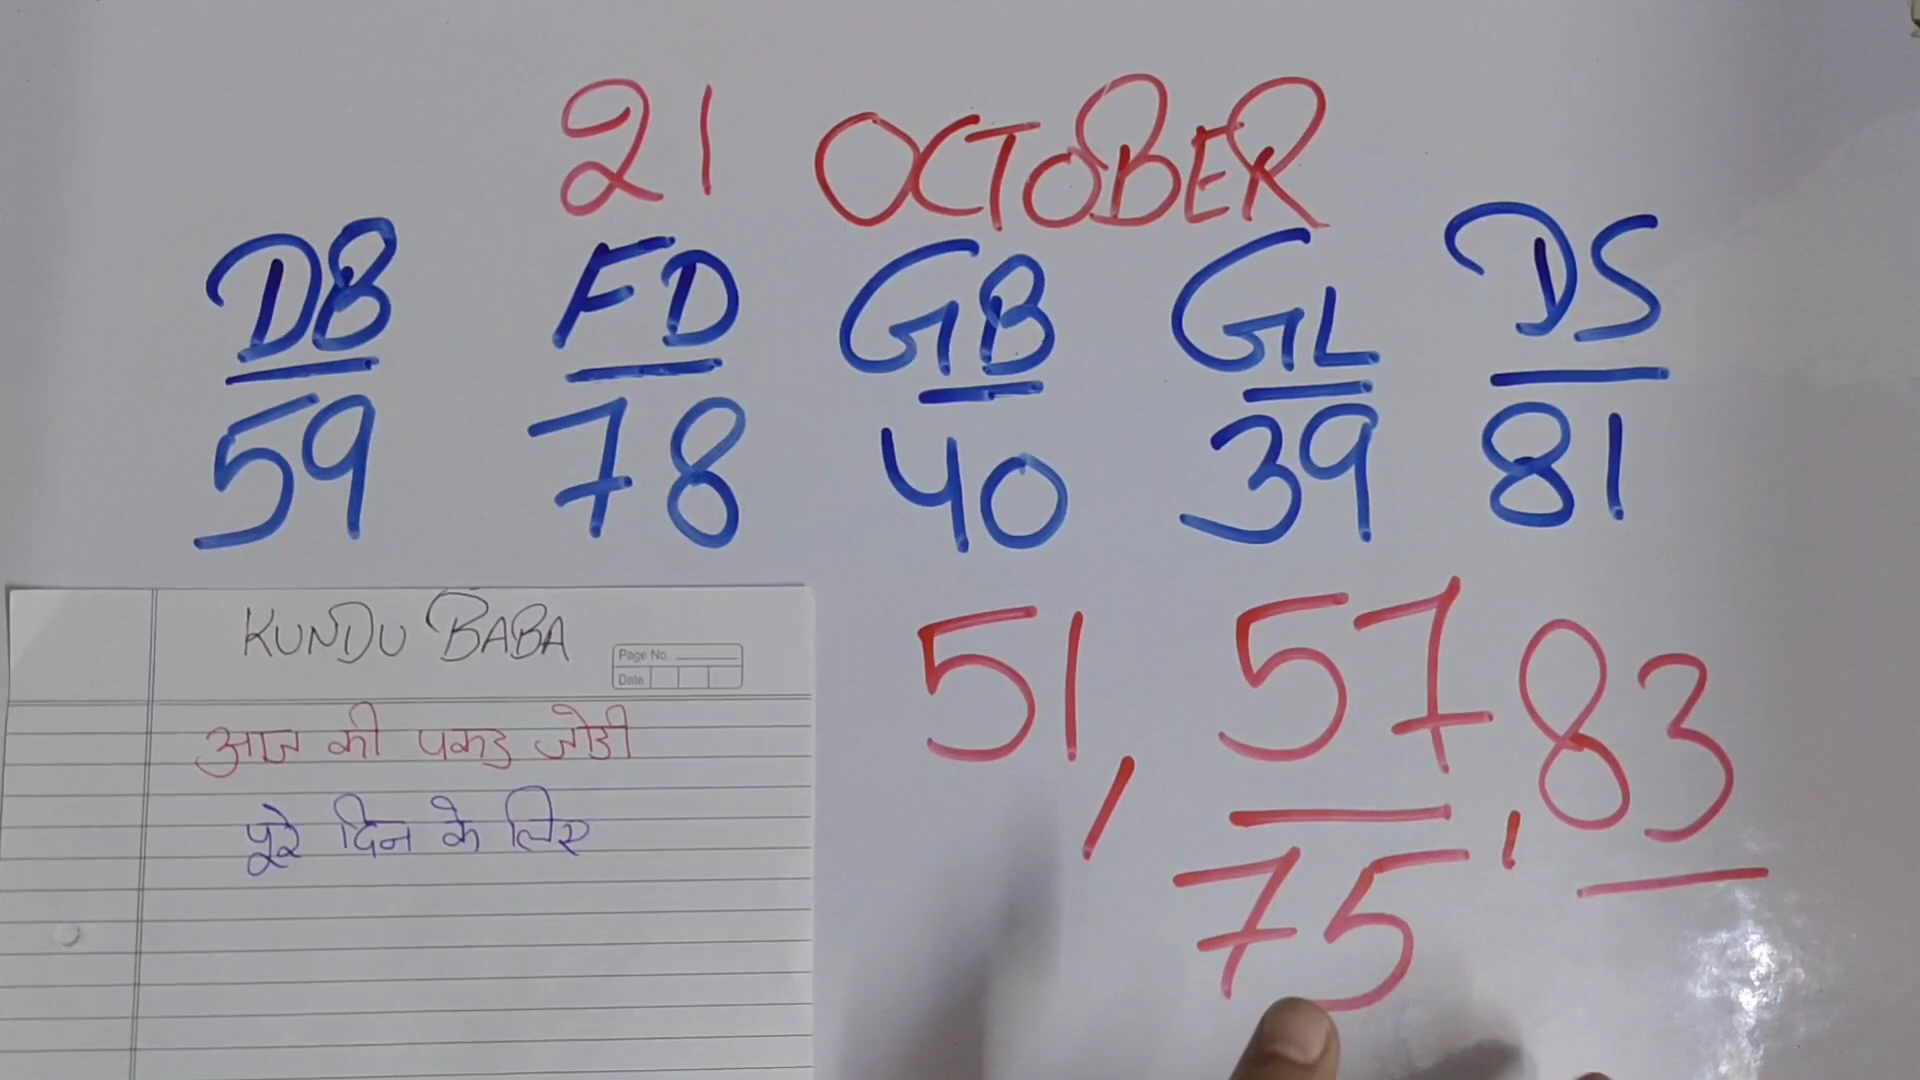 21 OCTOBER
DB FD GB GL DS
59 78 40 39 81
51, 57, 83
75
KUNDU BABA
Page No.
Date
आज की पकड़ जोडी
पूरे दिन के लिए